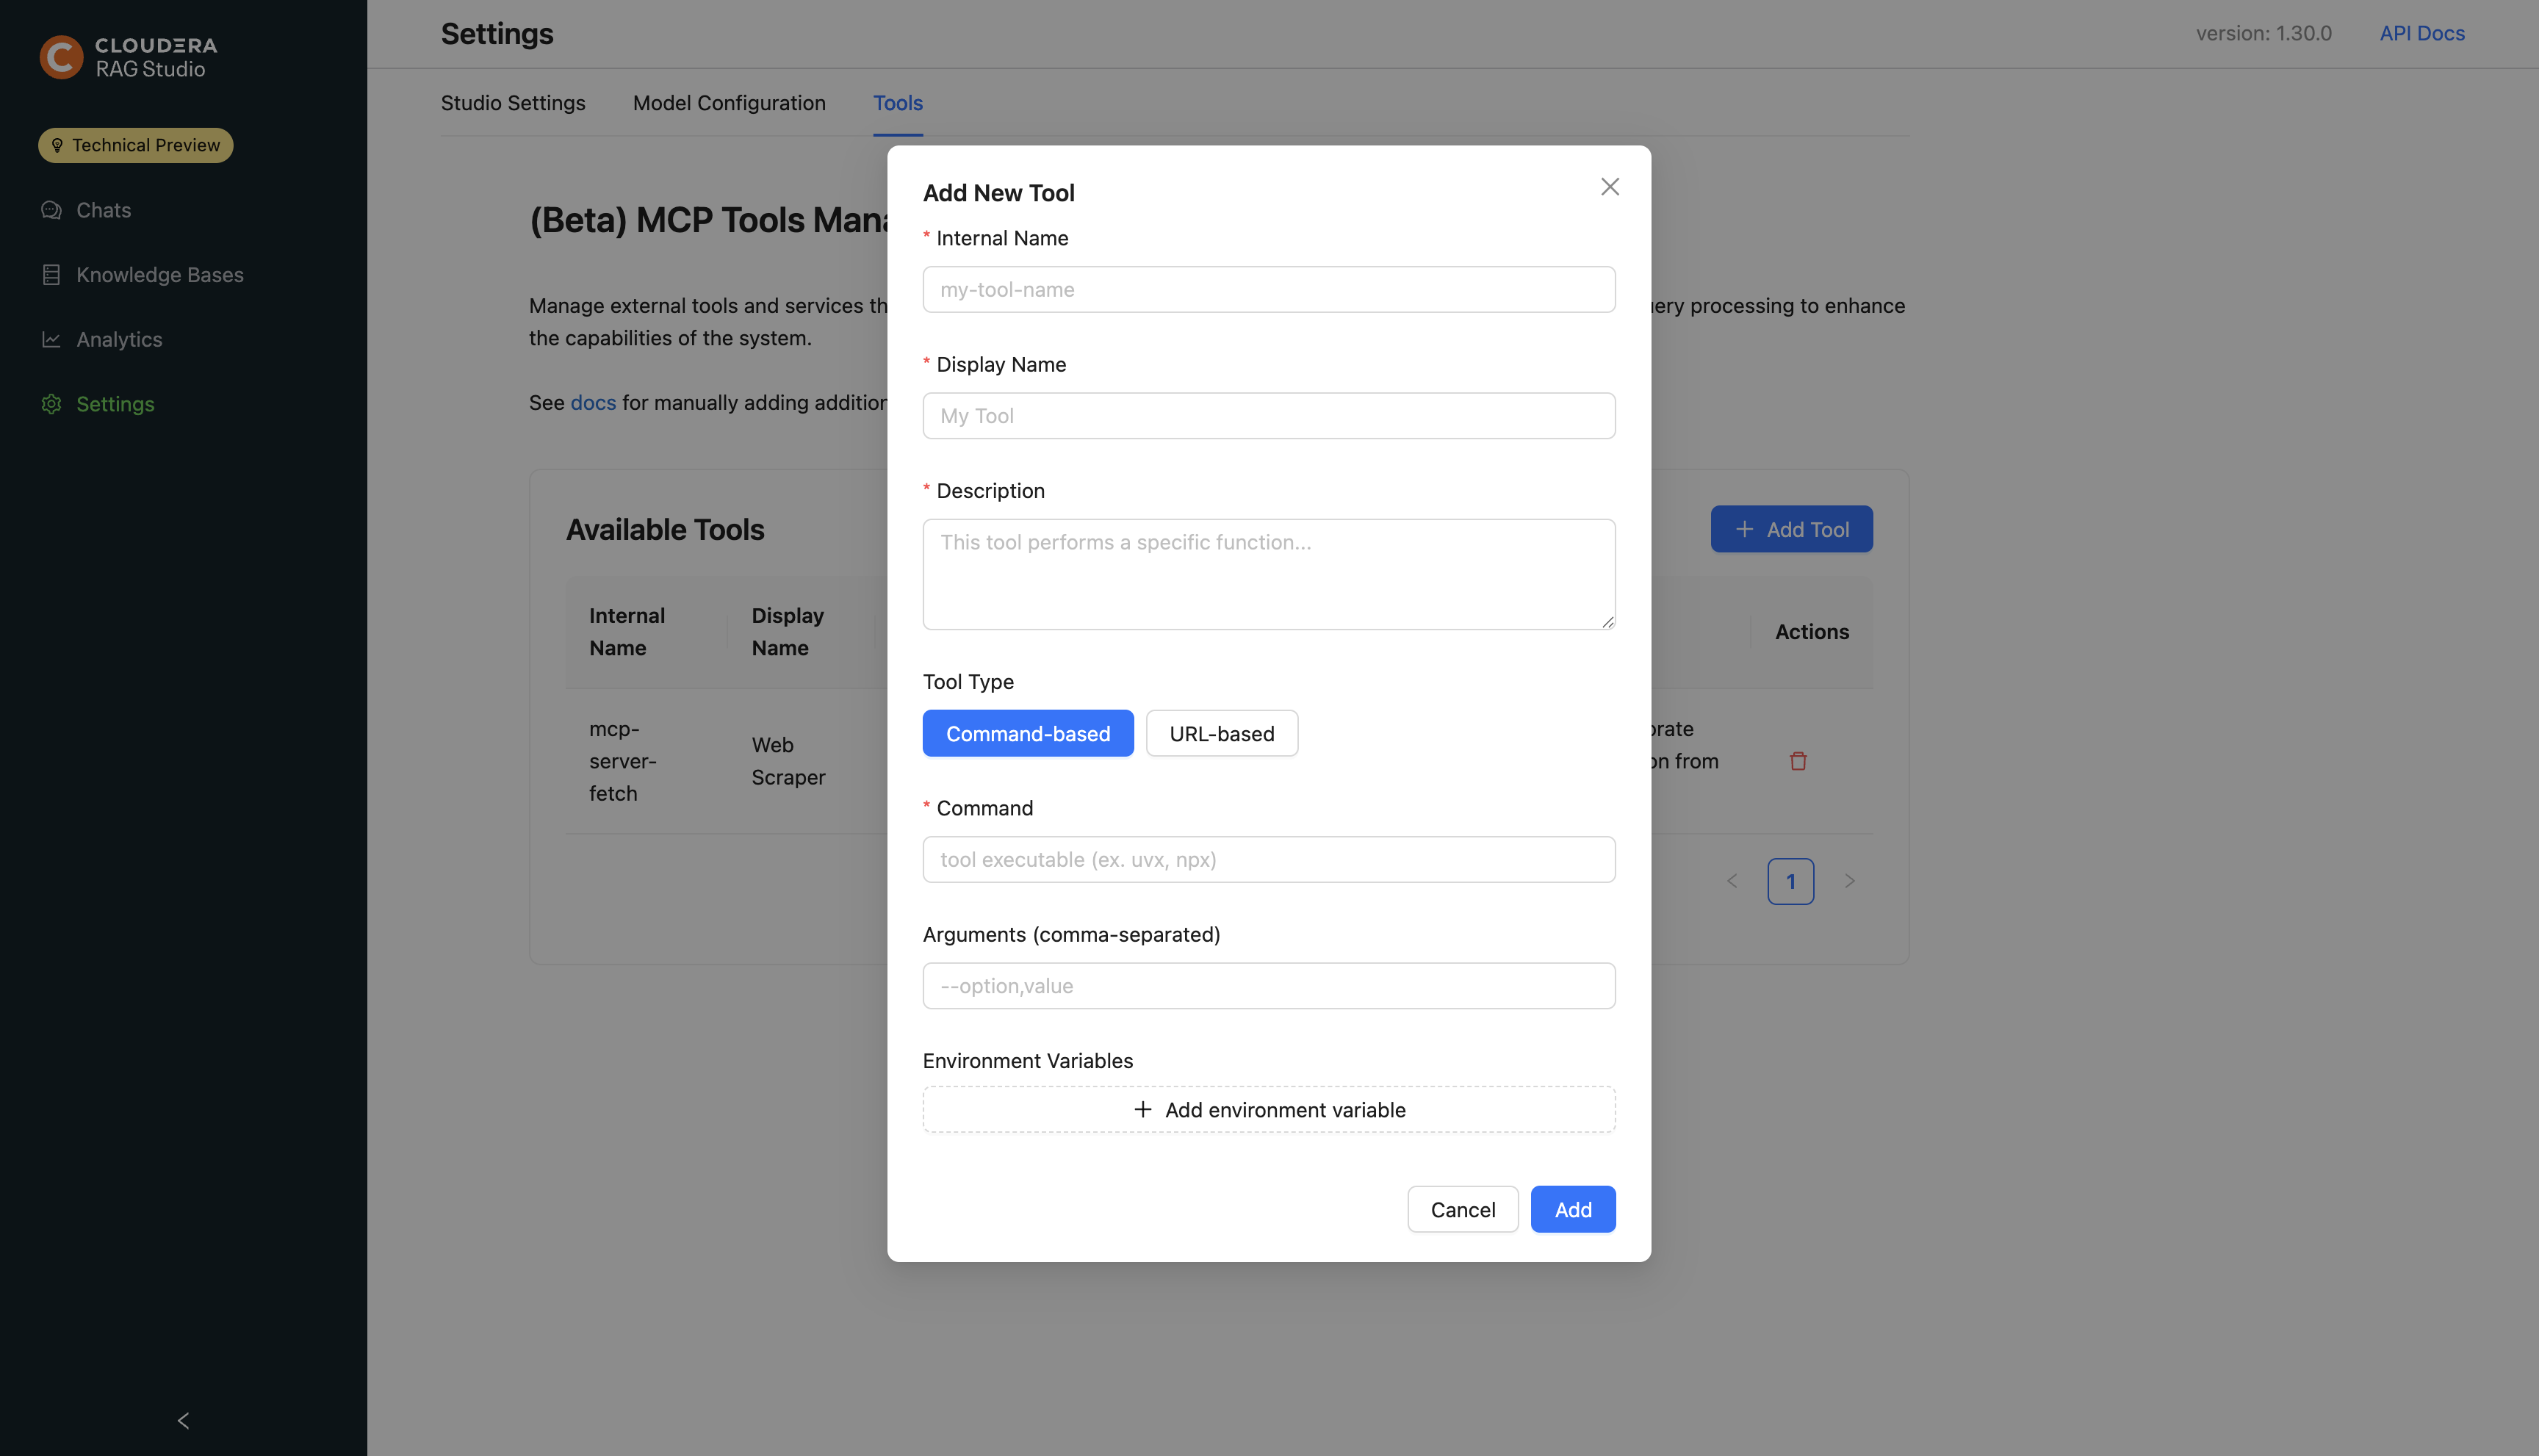 CLOUDERA
RAG Studio
Technical Preview
Chats
Knowledge Bases
Analytics
Settings
Settings
version: 1.30.0
API Docs
Studio Settings
Model Configuration
Tools
(Beta) MCP Tools
Manage external tools and services
processing to enhance
the capabilities of the system.
See docs for manually adding
Available Tools
Add Tool
Internal
Name
Display
Name
Actions
mcp-
server-
fetch
Web
Scraper
from
1
Add New Tool
* Internal Name
my-tool-name
* Display Name
My Tool
* Description
This tool performs a specific function...
Tool Type
Command-based
URL-based
* Command
tool executable (ex. uvx, npx)
Arguments (comma-separated)
--option,value
Environment Variables
Add environment variable
Cancel
Add